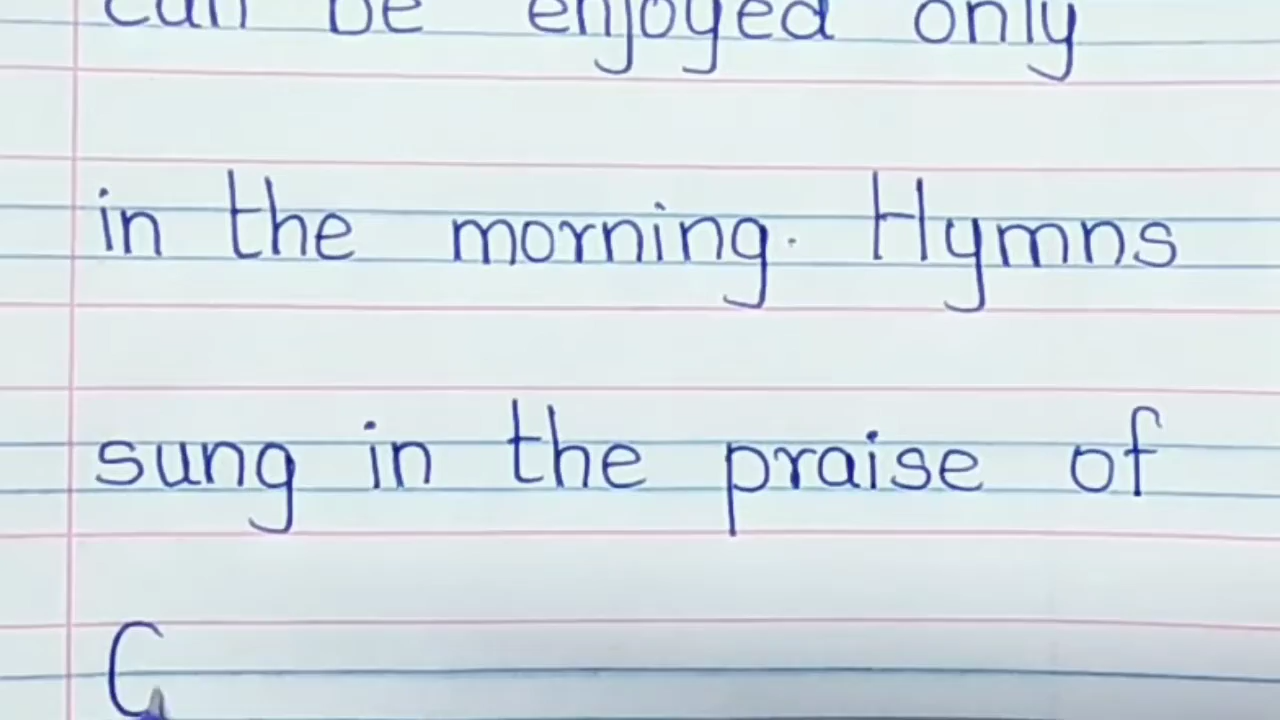 can be enjoyed only
in the morning. Hymns
sung in the praise of